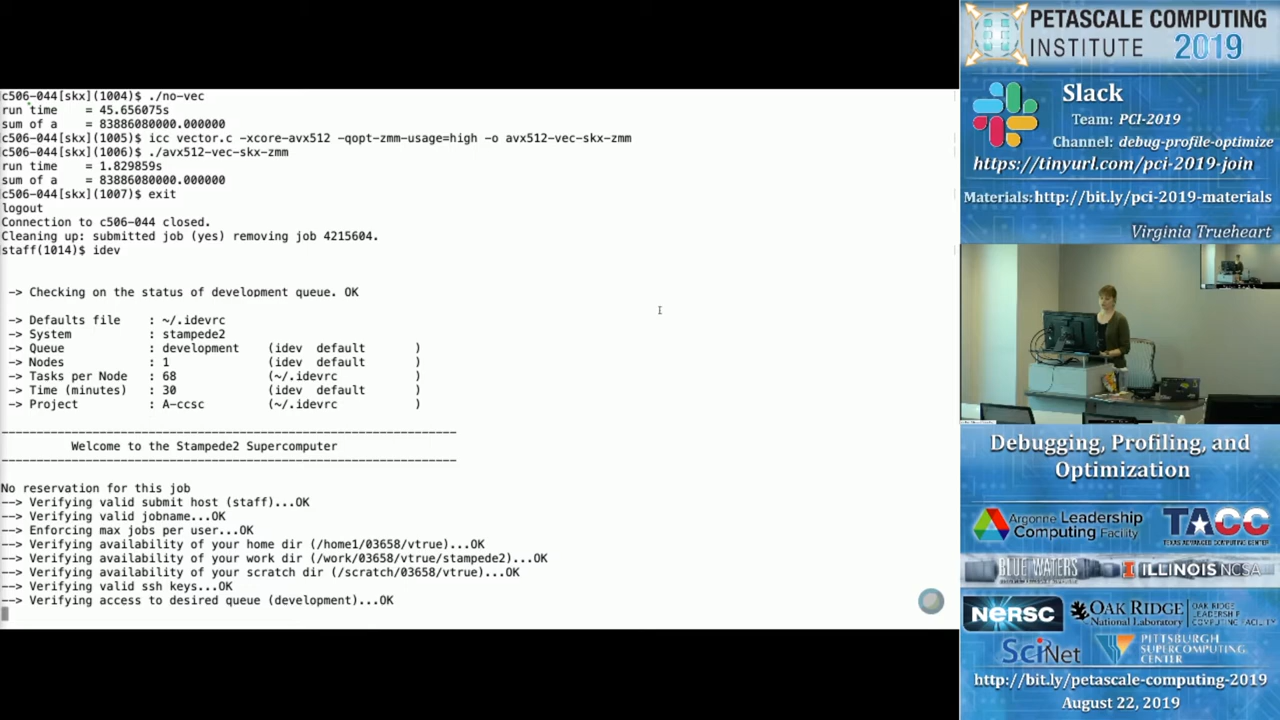 c506-044[skx](1004)$ ./no-vec
run time    = 45.656075s
sum of a    = 83886080000.000000
c506-044[skx](1005)$ icc vector.c -xcore-avx512 -qopt-zmm-usage=high -o avx512-vec-skx-zmm
c506-044[skx](1006)$ ./avx512-vec-skx-zmm
run time    = 1.829859s
sum of a    = 83886080000.000000
c506-044[skx](1007)$ exit
logout
Connection to c506-044 closed.
Cleaning up: submitted job (yes) removing job 4215604.
staff(1014)$ idev
-> Checking on the status of development queue. OK
-> Defaults file    : ~/.idevrc
-> System           : stampede2
-> Queue            : development    (idev  default      )
-> Nodes            : 1              (idev  default      )
-> Tasks per Node   : 68             (~/.idevrc          )
-> Time (minutes)   : 30             (idev  default      )
-> Project          : A-ccsc         (~/.idevrc          )
-----------------------------------------------------------------
Welcome to the Stampede2 Supercomputer
-----------------------------------------------------------------
No reservation for this job
--> Verifying valid submit host (staff)...OK
--> Verifying valid jobname...OK
--> Enforcing max jobs per user...OK
--> Verifying availability of your home dir (/home1/03658/vtrue)...OK
--> Verifying availability of your work dir (/work/03658/vtrue/stampede2)...OK
--> Verifying availability of your scratch dir (/scratch/03658/vtrue)...OK
--> Verifying valid ssh keys...OK
--> Verifying access to desired queue (development)...OK
PETASCALE COMPUTING
INSTITUTE 2019
Slack
Team: PCI-2019
Channel: debug-profile-optimize
https://tinyurl.com/pci-2019-join
Materials: http://bit.ly/pci-2019-materials
Virginia Trueheart
Debugging, Profiling, and
Optimization
Argonne Leadership
Computing Facility
TACC
TEXAS ADVANCED COMPUTING CENTER
BLUE WATERS
ILLINOIS NCSA
NERSC
OAK RIDGE
National Laboratory
OAK RIDGE
LEADERSHIP
COMPUTING FACILITY
SciNet
PITTSBURGH
SUPERCOMPUTING
CENTER
http://bit.ly/petascale-computing-2019
August 22, 2019